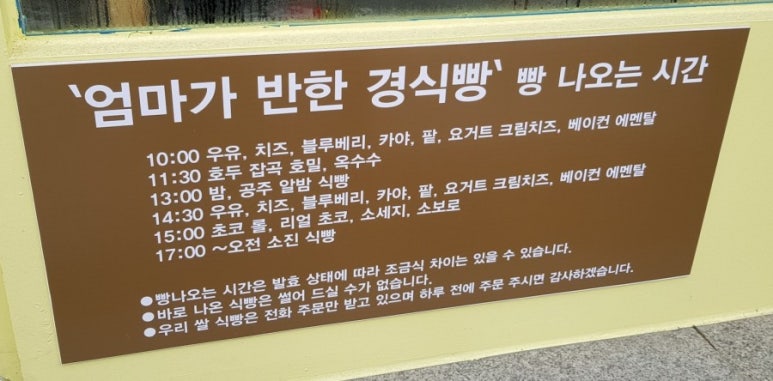 '엄마가 반한 경식빵' 빵 나오는 시간
10:00 우유, 치즈, 블루베리, 카야, 팥, 요거트 크림치즈, 베이컨 에멘탈
11:30 호두 잡곡 호밀, 옥수수
13:00 밤, 공주 알밤 식빵
14:30 우유, 치즈, 블루베리, 카야, 팥, 요거트 크림치즈, 베이컨 에멘탈
15:00 초코 롤, 리얼 초코, 소세지, 소보로
17:00 ~오전 소진 식빵
●빵나오는 시간은 발효 상태에 따라 조금식 차이는 있을 수 있습니다.
●바로 나온 식빵은 썰어 드실 수가 없습니다.
●우리 쌀 식빵은 전화 주문만 받고 있으며 하루 전에 주문 주시면 감사하겠습니다.